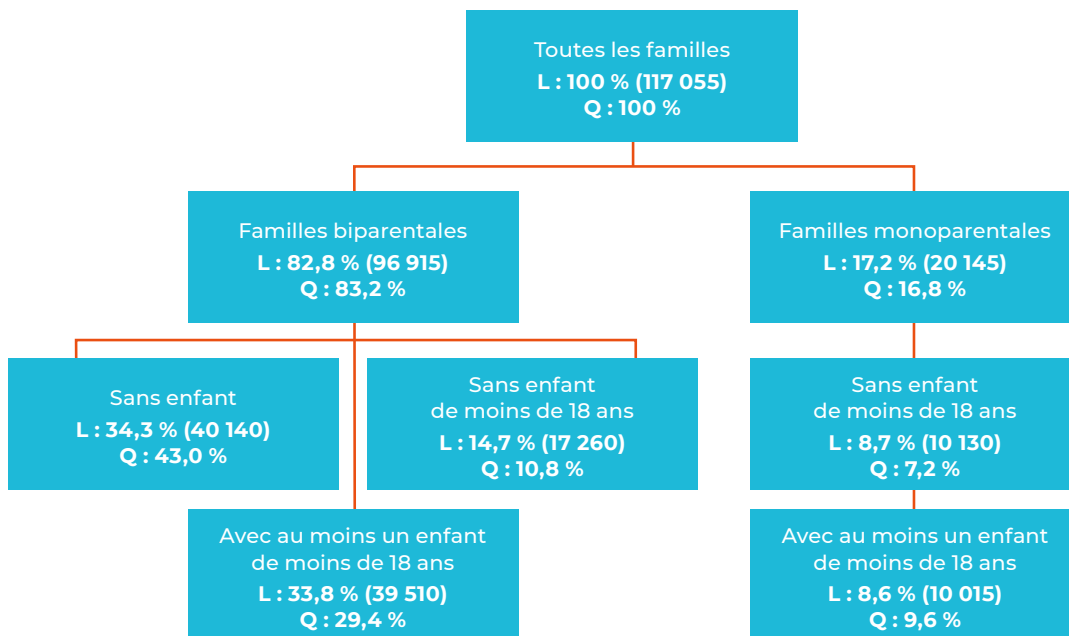 Toutes les familles
L : 100 % (117 055)
Q : 100 %
Familles biparentales
L : 82,8 % (96 915)
Q : 83,2 %
Familles monoparentales
L : 17,2 % (20 145)
Q : 16,8 %
Sans enfant
L : 34,3 % (40 140)
Q : 43,0 %
Sans enfant
de moins de 18 ans
L : 14,7 % (17 260)
Q : 10,8 %
Sans enfant
de moins de 18 ans
L : 8,7 % (10 130)
Q : 7,2 %
Avec au moins un enfant
de moins de 18 ans
L : 33,8 % (39 510)
Q : 29,4 %
Avec au moins un enfant
de moins de 18 ans
L : 8,6 % (10 015)
Q : 9,6 %